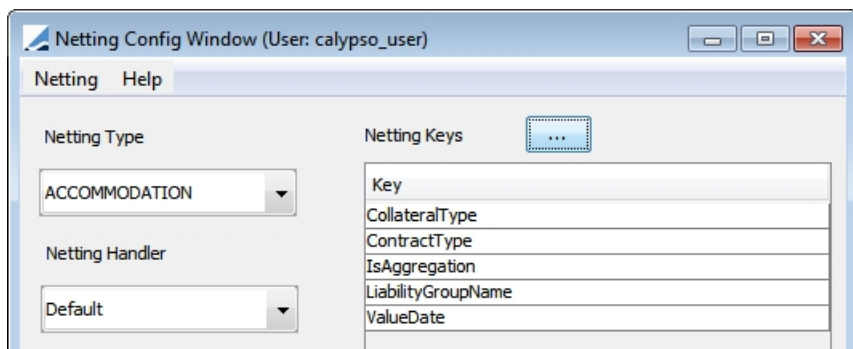 Netting Config Window (User: calypso_user)
Netting Help
Netting Type
Netting Keys ...
ACCOMMODATION
Key
CollateralType
ContractType
IsAggregation
LiabilityGroupName
ValueDate
Netting Handler
Default